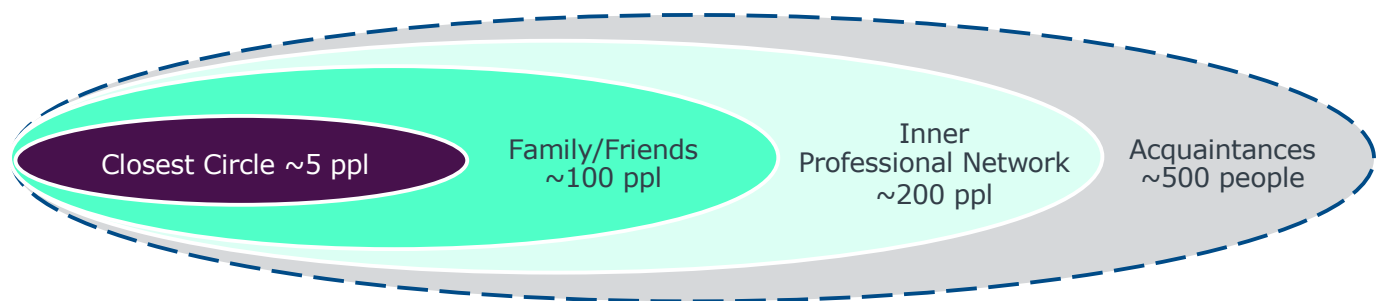 Closest Circle ~5 ppl
Family/Friends
~100 ppl
Inner
Professional Network
~200 ppl
Acquaintances
~500 people